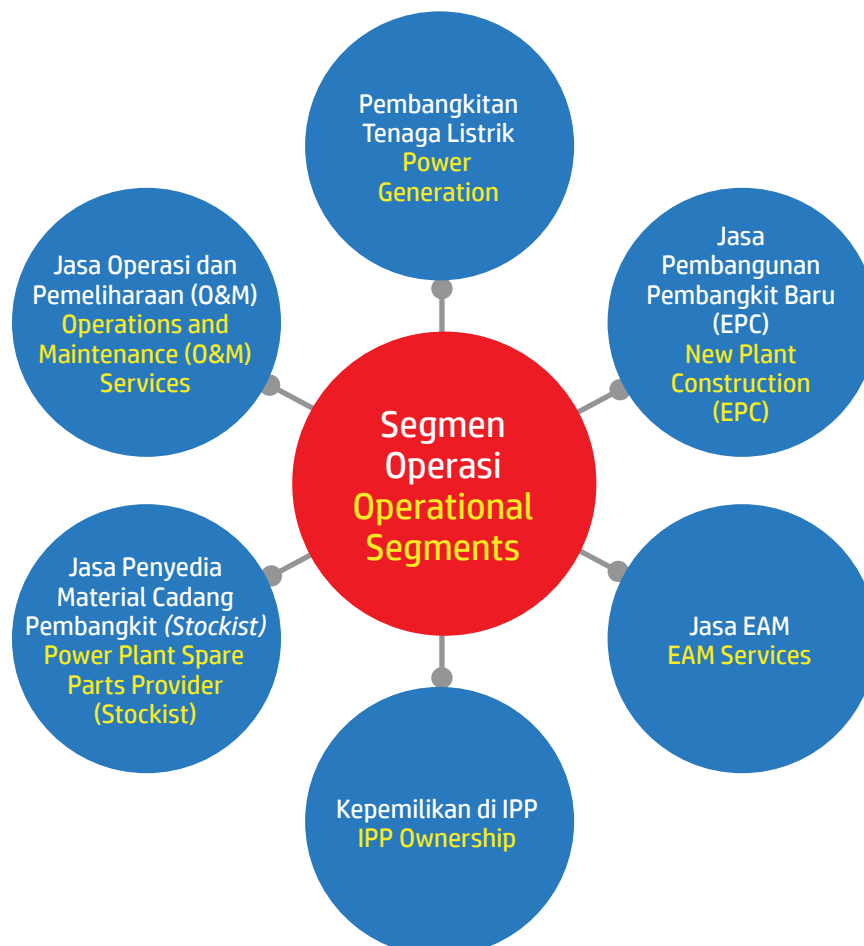 Pembangkitan
Tenaga Listrik
Power
Generation
Jasa
Pembangunan
Pembangkit Baru
(EPC)
New Plant
Construction
(EPC)
Jasa EAM
EAM Services
Kepemilikan di IPP
IPP Ownership
Jasa Penyedia
Material Cadang
Pembangkit (Stockist)
Power Plant Spare
Parts Provider
(Stockist)
Jasa Operasi dan
Pemeliharaan (O&M)
Operations and
Maintenance (O&M)
Services
Segmen
Operasi
Operational
Segments